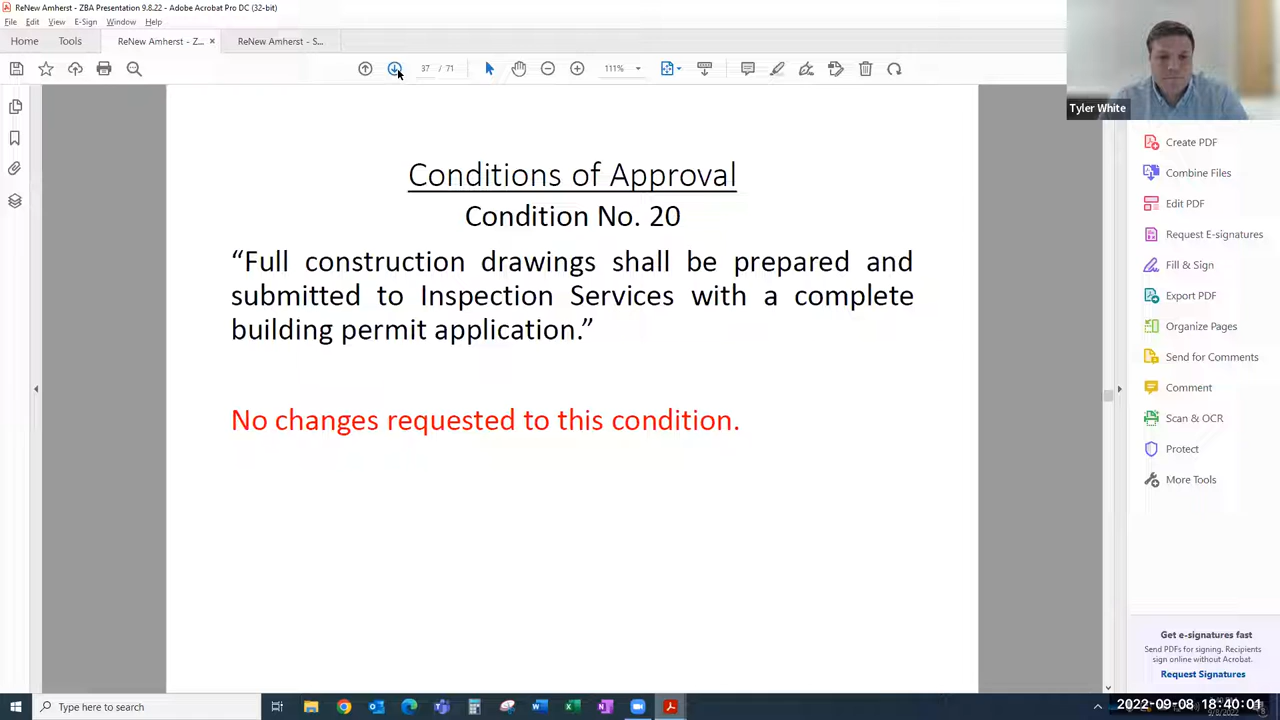 ReNew Amherst - ZBA Presentation 9.8.22 - Adobe Acrobat Pro DC (32-bit)
File Edit View E-Sign Window Help
Home Tools ReNew Amherst - Z... × ReNew Amherst - S...
37 / 71 111%
Tyler White
Conditions of Approval
Condition No. 20
“Full construction drawings shall be prepared and
submitted to Inspection Services with a complete
building permit application.”
No changes requested to this condition.
Create PDF
Combine Files
Edit PDF
Request E-signatures
Fill & Sign
Export PDF
Organize Pages
Send for Comments
Comment
Scan & OCR
Protect
More Tools
Get e-signatures fast
Send PDFs for signing. Recipients
sign online without Acrobat.
Request Signatures
Type here to search
2022-09-08 18:40:01